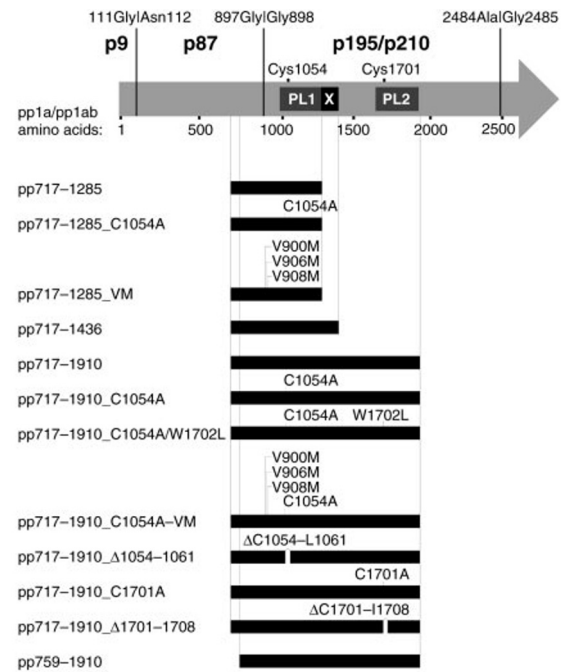 111Gly|Asn112 897Gly|Gly898 2484Ala|Gly2485
p9 p87 p195/p210
Cys1054 Cys1701
PL1 X PL2
pp1a/pp1ab
amino acids: 1 500 1000 1500 2000 2500
pp717–1285
C1054A
pp717–1285_C1054A
V900M
V906M
V908M
pp717–1285_VM
pp717–1436
pp717–1910
C1054A
pp717–1910_C1054A
C1054A W1702L
pp717–1910_C1054A/W1702L
V900M
V906M
V908M
C1054A
pp717–1910_C1054A–VM
ΔC1054–L1061
pp717–1910_Δ1054–1061
C1701A
pp717–1910_C1701A
ΔC1701–I1708
pp717–1910_Δ1701–1708
pp759–1910